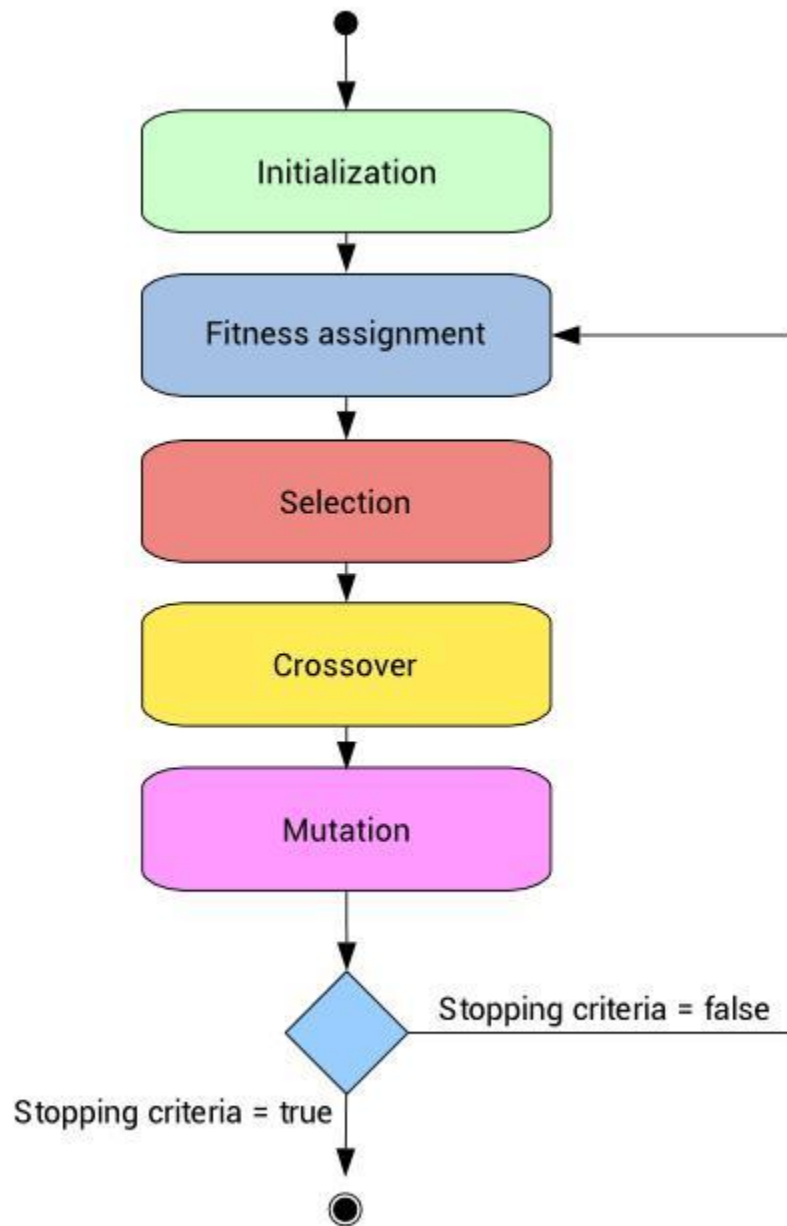 Initialization
Fitness assignment
Selection
Crossover
Mutation
Stopping criteria = false
Stopping criteria = true